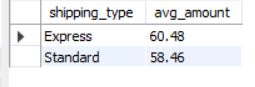 shipping_type avg_amount
Express 60.48
Standard 58.46